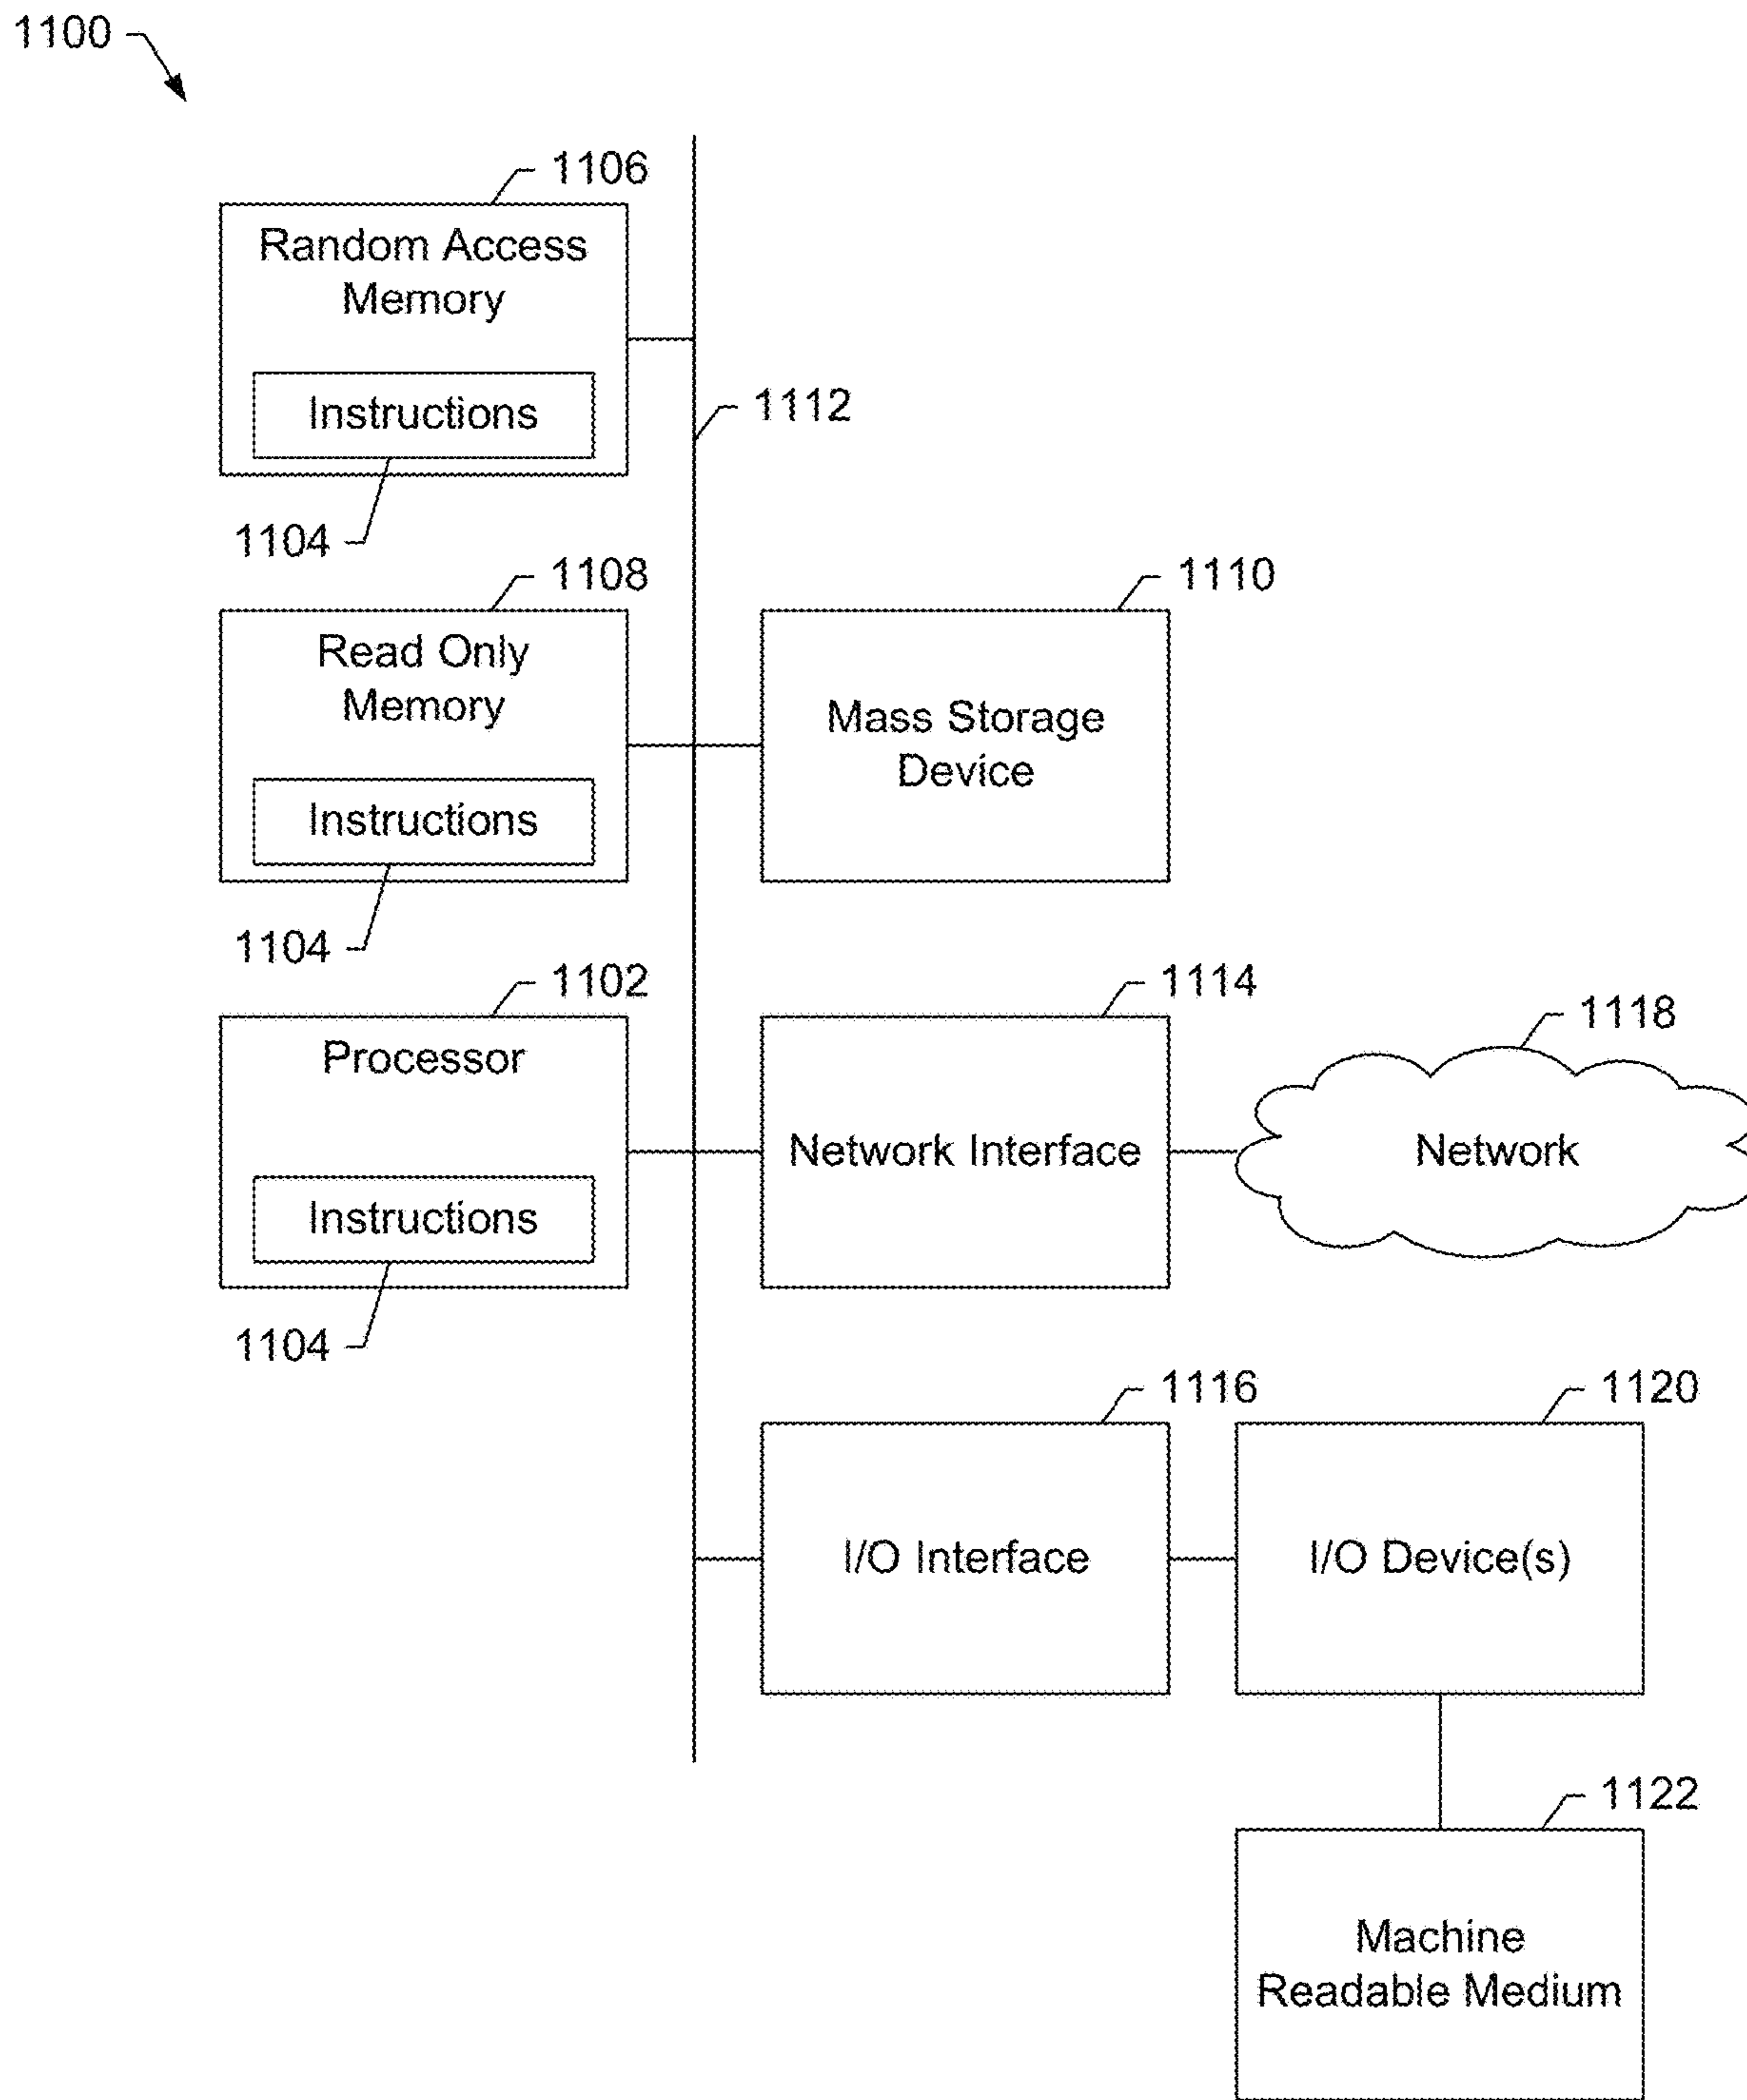 1100
1106
Random Access
Memory
Instructions
1112
1104
1108
1110
Read Only
Memory
Mass Storage
Device
Instructions
1104
1102
1114
1118
Processor
Network Interface
Network
Instructions
1104
1116
1120
I/O Interface
I/O Device(s)
1122
Machine
Readable Medium